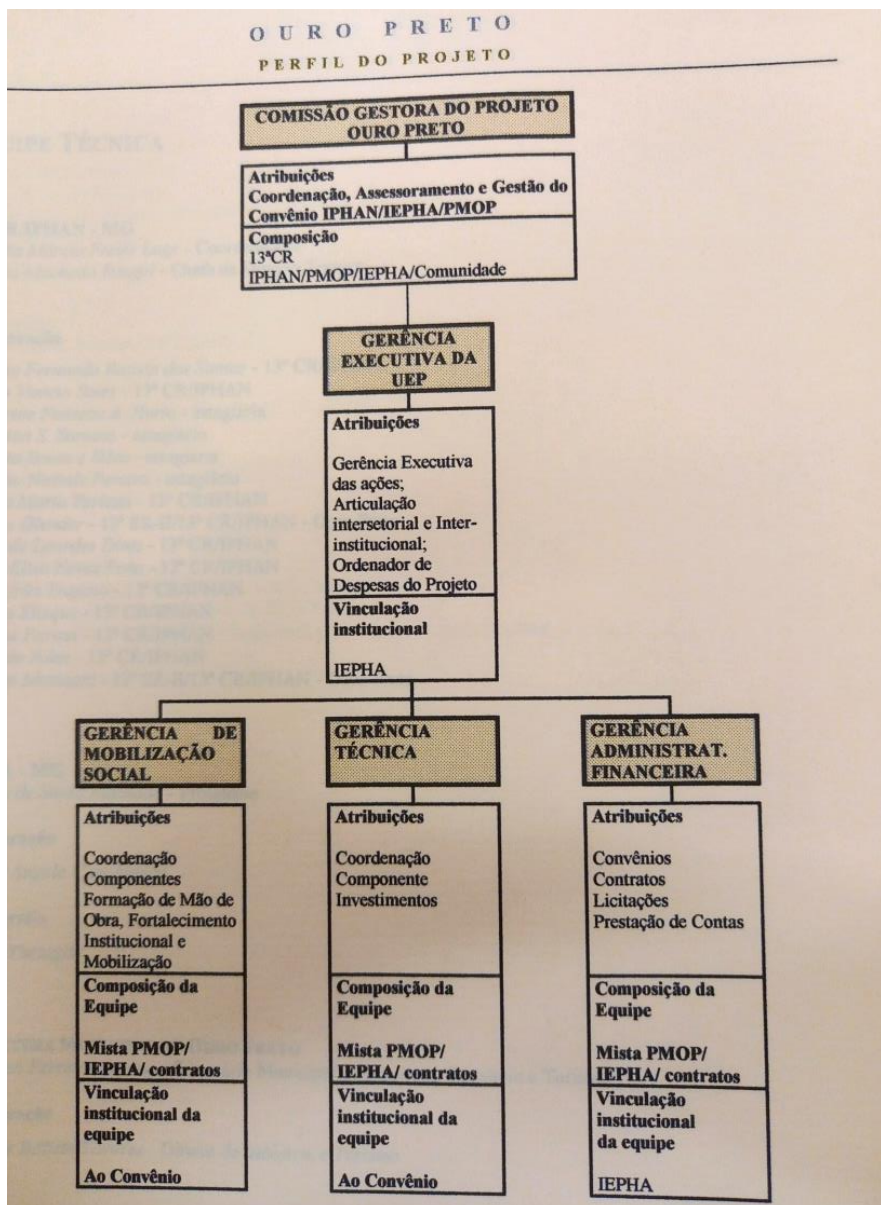 OURO PRETO
PERFIL DO PROJETO
COMISSÃO GESTORA DO PROJETO
OURO PRETO
Atribuições
Coordenação, Assessoramento e Gestão do
Convênio IPHAN/IEPHA/PMOP
Composição
13ªCR
IPHAN/PMOP/IEPHA/Comunidade
GERÊNCIA
EXECUTIVA DA
UEP
Atribuições
Gerência Executiva
das ações;
Articulação
intersetorial e Inter-
institucional;
Ordenador de
Despesas do Projeto
Vinculação
institucional
IEPHA
GERÊNCIA DE
MOBILIZAÇÃO
SOCIAL
Atribuições
Coordenação
Componentes
Formação de Mão de
Obra, Fortalecimento
Institucional e
Mobilização
Composição da
Equipe
Mista PMOP/
IEPHA/ contratos
Vinculação
institucional da
equipe
Ao Convênio
GERÊNCIA
TÉCNICA
Atribuições
Coordenação
Componente
Investimentos
Composição da
Equipe
Mista PMOP/
IEPHA/ contratos
Vinculação
institucional da
equipe
Ao Convênio
GERÊNCIA
ADMINISTRAT.
FINANCEIRA
Atribuições
Convênios
Contratos
Licitações
Prestação de Contas
Composição da
Equipe
Mista PMOP/
IEPHA/ contratos
Vinculação
institucional
da equipe
IEPHA